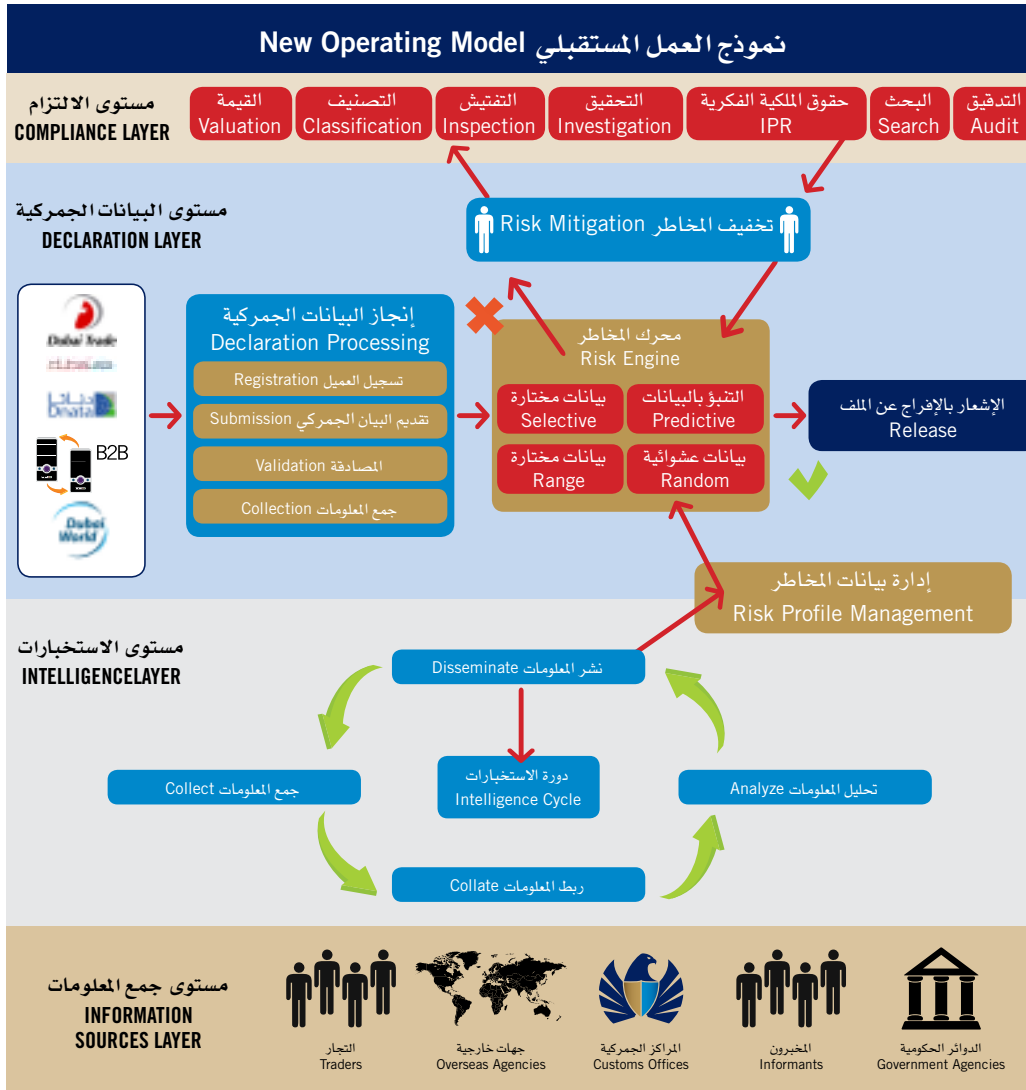 نموذج العمل المستقبلي New Operating Model
مستوى الالتزام
COMPLIANCE LAYER
القيمة
Valuation
التصنيف
Classification
التفتيش
Inspection
التحقيق
Investigation
حقوق الملكية الفكرية
IPR
البحث
Search
التدقيق
Audit
مستوى البيانات الجمركية
DECLARATION LAYER
تخفيف المخاطر Risk Mitigation
Dubai Trade
دناتا
Dnata
B2B
Dubai
World
إنجاز البيانات الجمركية
Declaration Processing
تسجيل العميل Registration
تقديم البيان الجمركي Submission
المصادقة Validation
جمع المعلومات Collection
محرك المخاطر
Risk Engine
بيانات مختارة
Selective
التنبؤ بالبيانات
Predictive
بيانات مختارة
Range
بيانات عشوائية
Random
الإشعار بالإفراج عن الملف
Release
إدارة بيانات المخاطر
Risk Profile Management
مستوى الاستخبارات
INTELLIGENCELAYER
نشر المعلومات Disseminate
جمع المعلومات Collect
دورة الاستخبارات
Intelligence Cycle
تحليل المعلومات Analyze
ربط المعلومات Collate
مستوى جمع المعلومات
INFORMATION
SOURCES LAYER
التجار
Traders
جهات خارجية
Overseas Agencies
المراكز الجمركية
Customs Offices
المخبرون
Informants
الدوائر الحكومية
Government Agencies